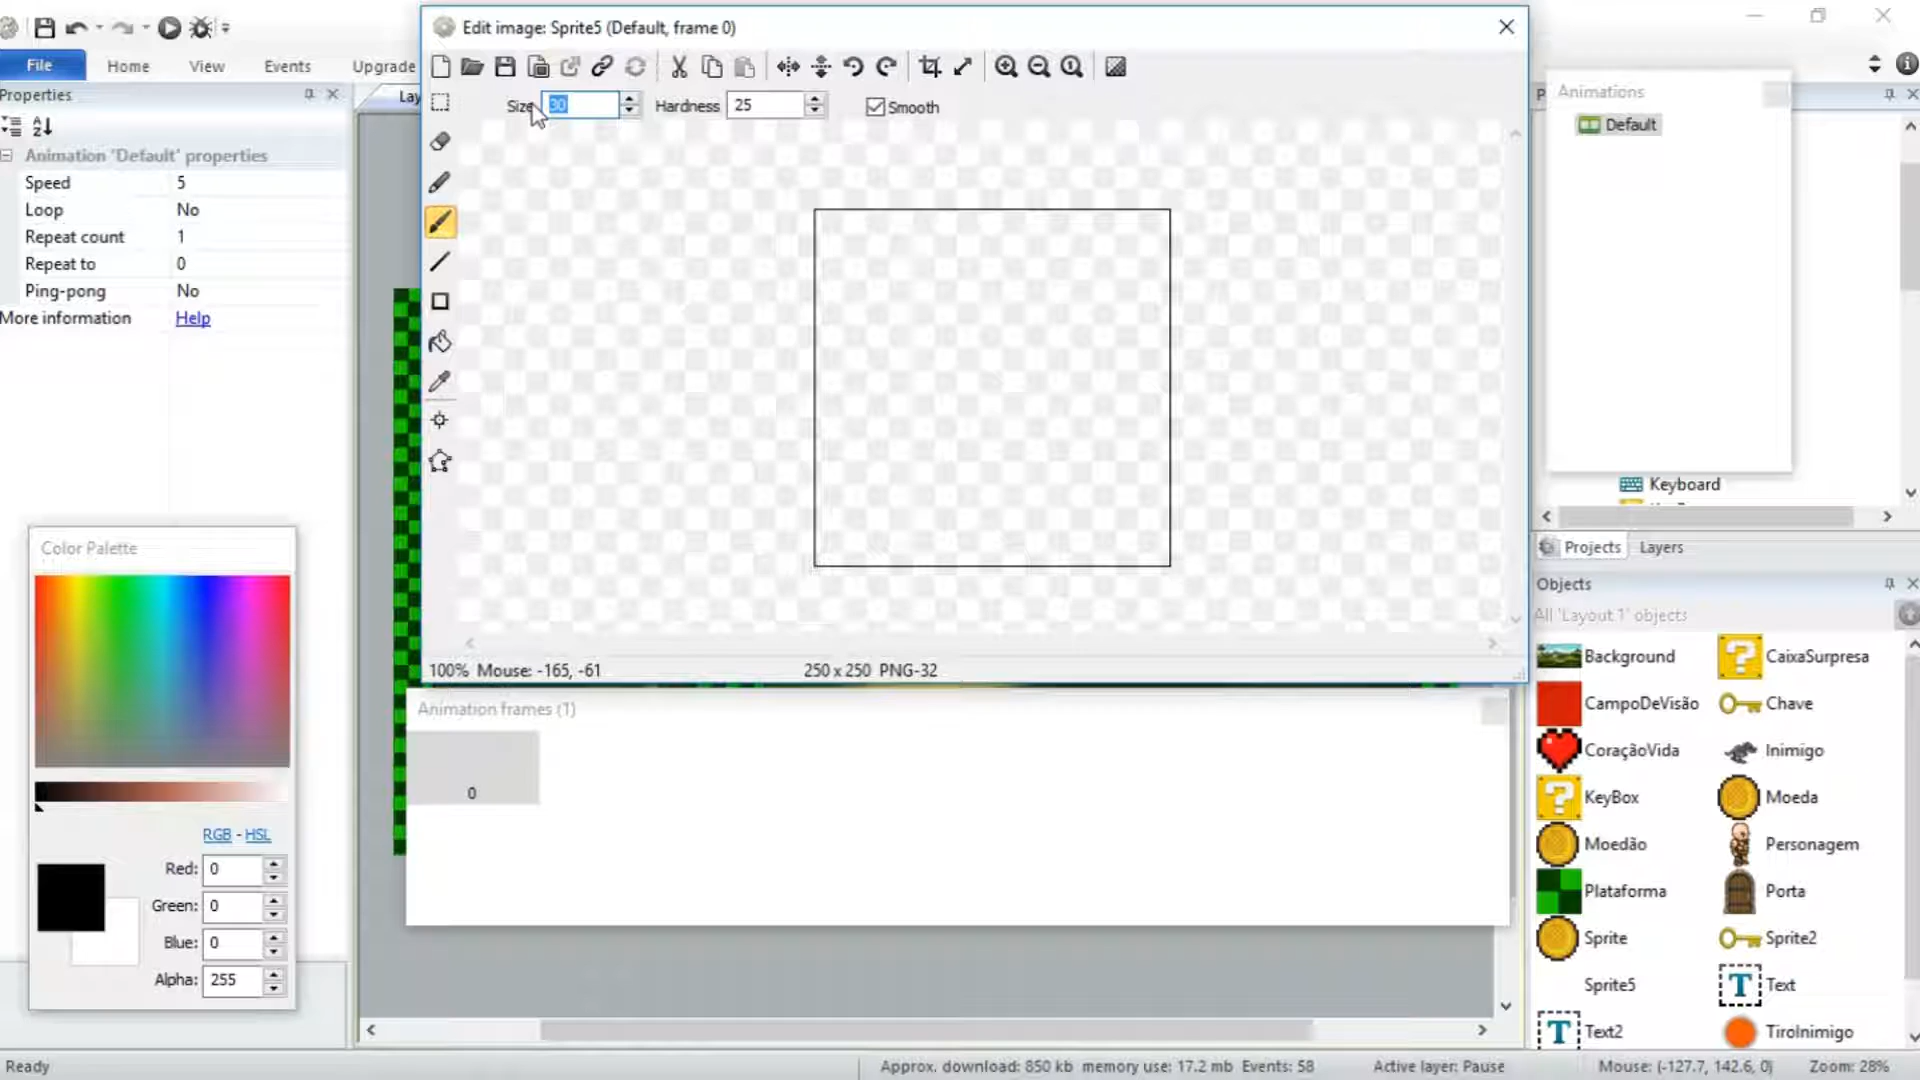 Edit image: Sprite5 (Default, frame 0)
File
Home
View
Events
Upgrade
Properties
Animation 'Default' properties
Speed 5
Loop No
Repeat count 1
Repeat to 0
Ping-pong No
More information Help
Size 30 Hardness 25 Smooth
100% Mouse: -165, -61 250 x 250 PNG-32
Animation frames (1)
0
Color Palette
RGB - HSL
Red: 0
Green: 0
Blue: 0
Alpha: 255
Animations
Default
Keyboard
Projects Layers
Objects
All 'Layout 1' objects
Background CaixaSurpresa
CampoDeVisão Chave
CoraçãoVida Inimigo
KeyBox Moeda
Moedão Personagem
Plataforma Porta
Sprite Sprite2
Sprite5 Text
Text2 TiroInimigo
Ready
Approx. download: 850 kb memory use: 17.2 mb Events: 58 Active layer: Pause Mouse: (-127.7, 142.6, 0) Zoom: 28%